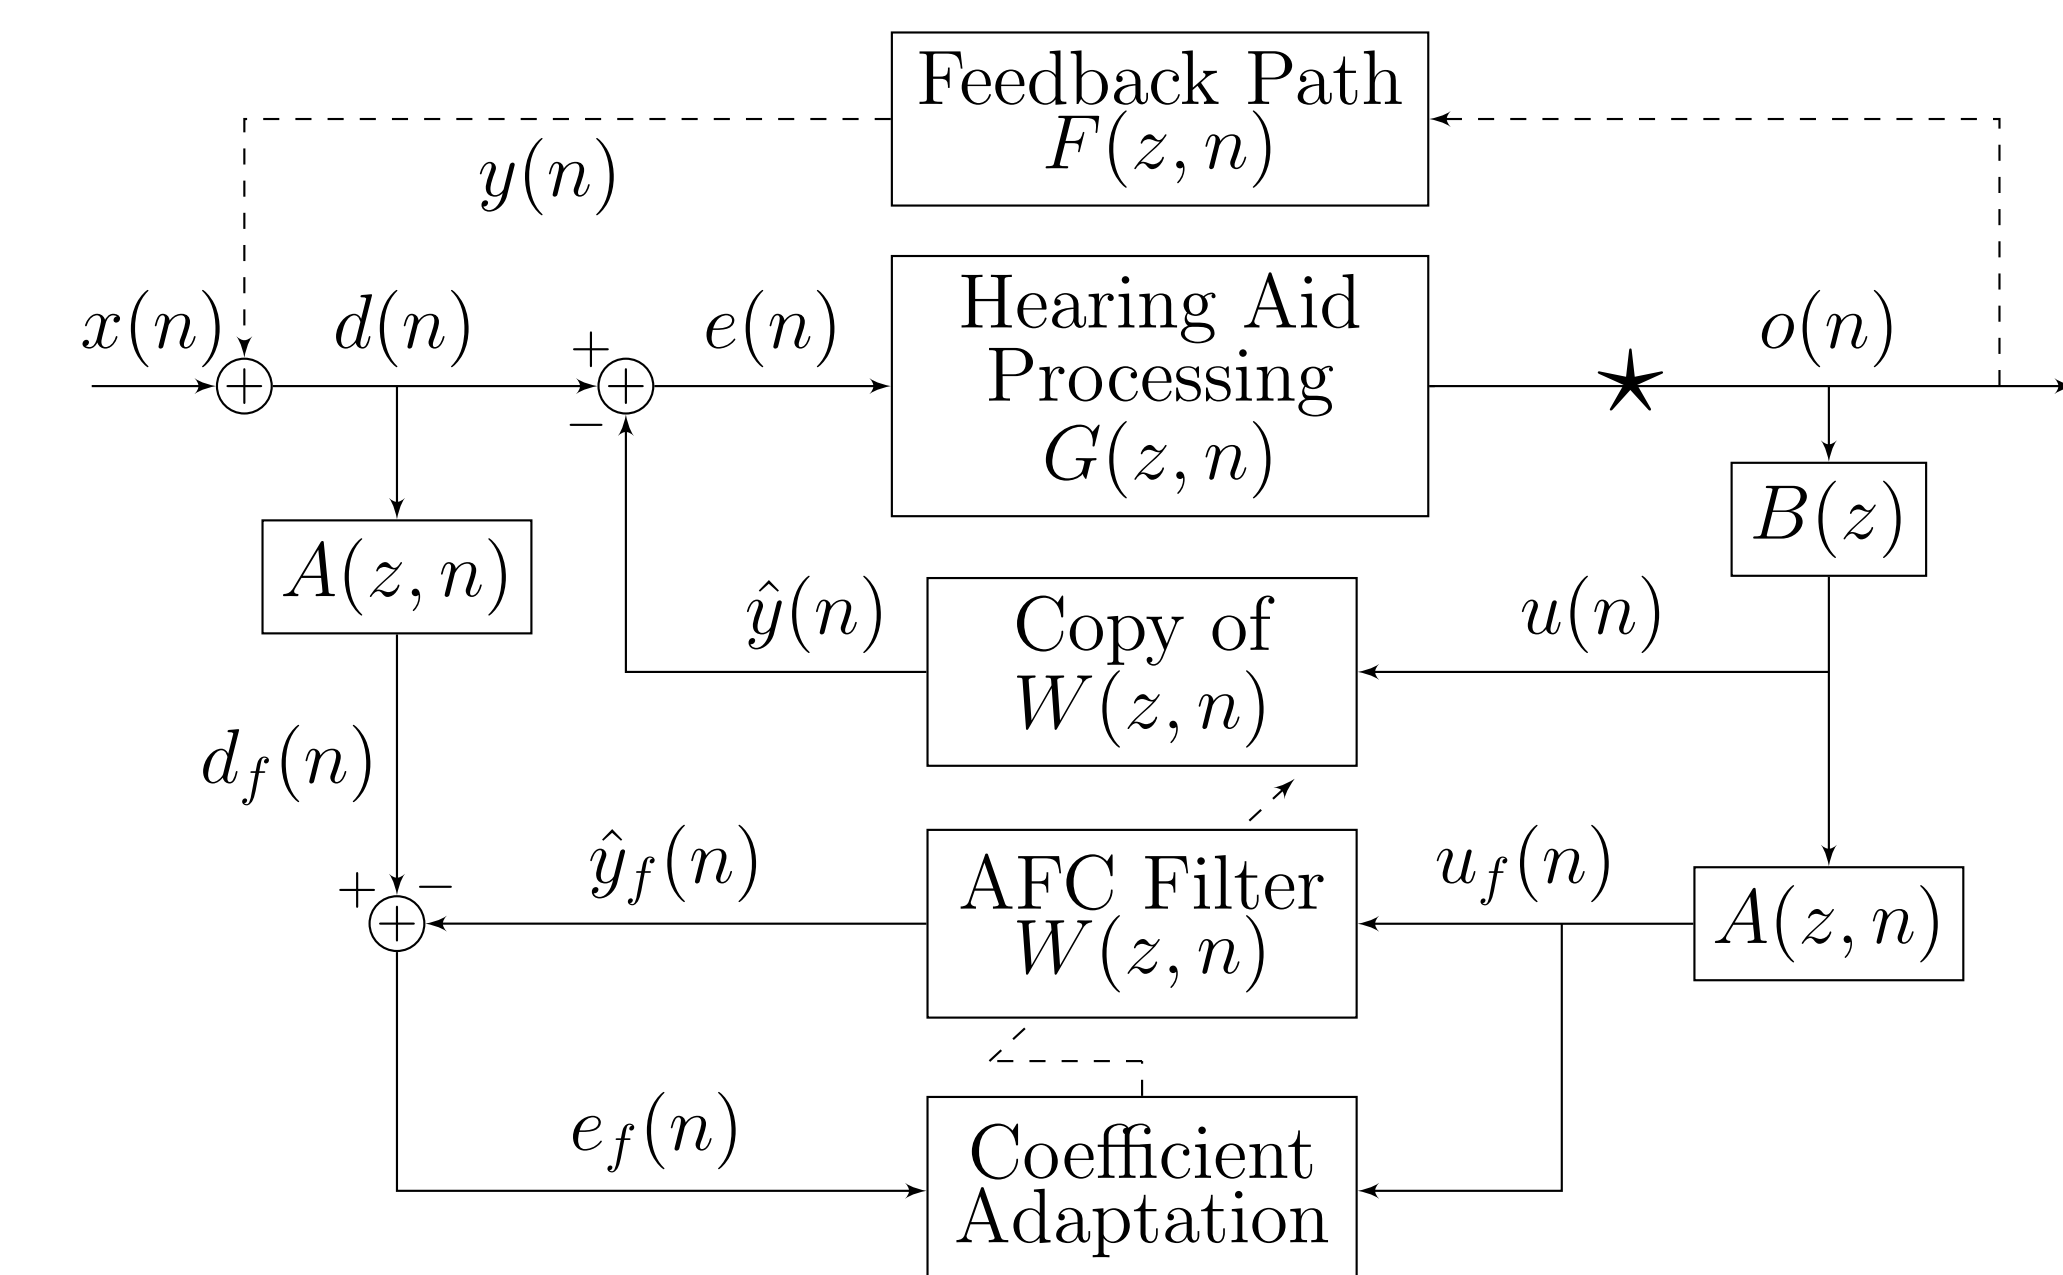 Feedback Path
F(z, n)
y(n)
x(n)
d(n)
+
−
e(n)
Hearing Aid
Processing
G(z, n)
o(n)
B(z)
A(z, n)
ŷ(n)
Copy of
W(z, n)
u(n)
d_f(n)
+
−
ŷ_f(n)
AFC Filter
W(z, n)
u_f(n)
A(z, n)
e_f(n)
Coefficient
Adaptation